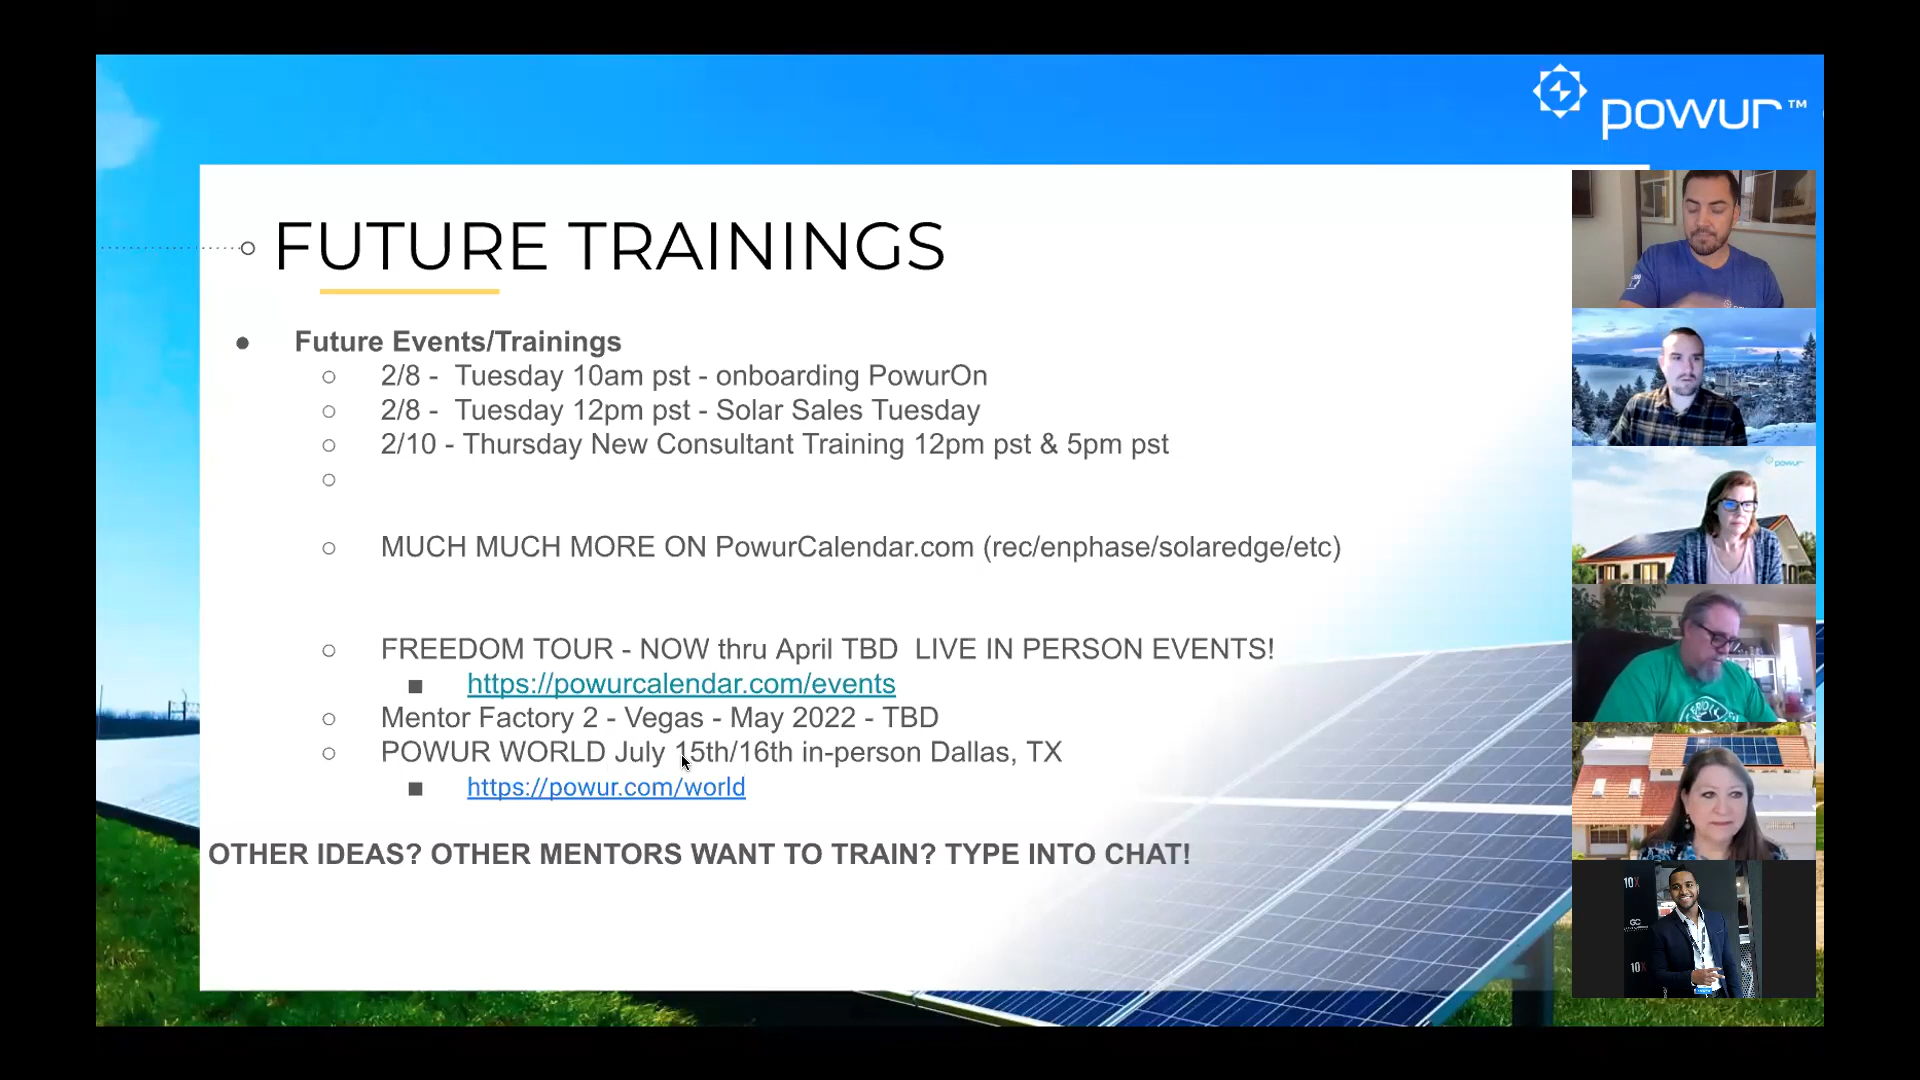 powur™
FUTURE TRAININGS
● Future Events/Trainings
○ 2/8 - Tuesday 10am pst - onboarding PowurOn
○ 2/8 - Tuesday 12pm pst - Solar Sales Tuesday
○ 2/10 - Thursday New Consultant Training 12pm pst & 5pm pst
○
○ MUCH MUCH MORE ON PowurCalendar.com (rec/enphase/solaredge/etc)
○ FREEDOM TOUR - NOW thru April TBD LIVE IN PERSON EVENTS!
■ https://powurcalendar.com/events
○ Mentor Factory 2 - Vegas - May 2022 - TBD
○ POWUR WORLD July 15th/16th in-person Dallas, TX
■ https://powur.com/world
OTHER IDEAS? OTHER MENTORS WANT TO TRAIN? TYPE INTO CHAT!
powur
10X
GC
10X